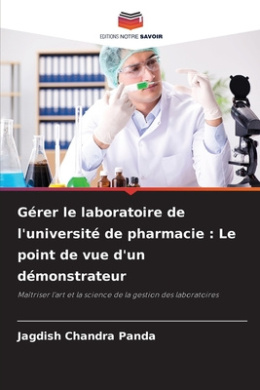 EDITIONS NOTRE SAVOIR
Gérer le laboratoire de
l'université de pharmacie : Le
point de vue d'un
démonstrateur
Maîtriser l'art et la science de la gestion des laboratoires
Jagdish Chandra Panda